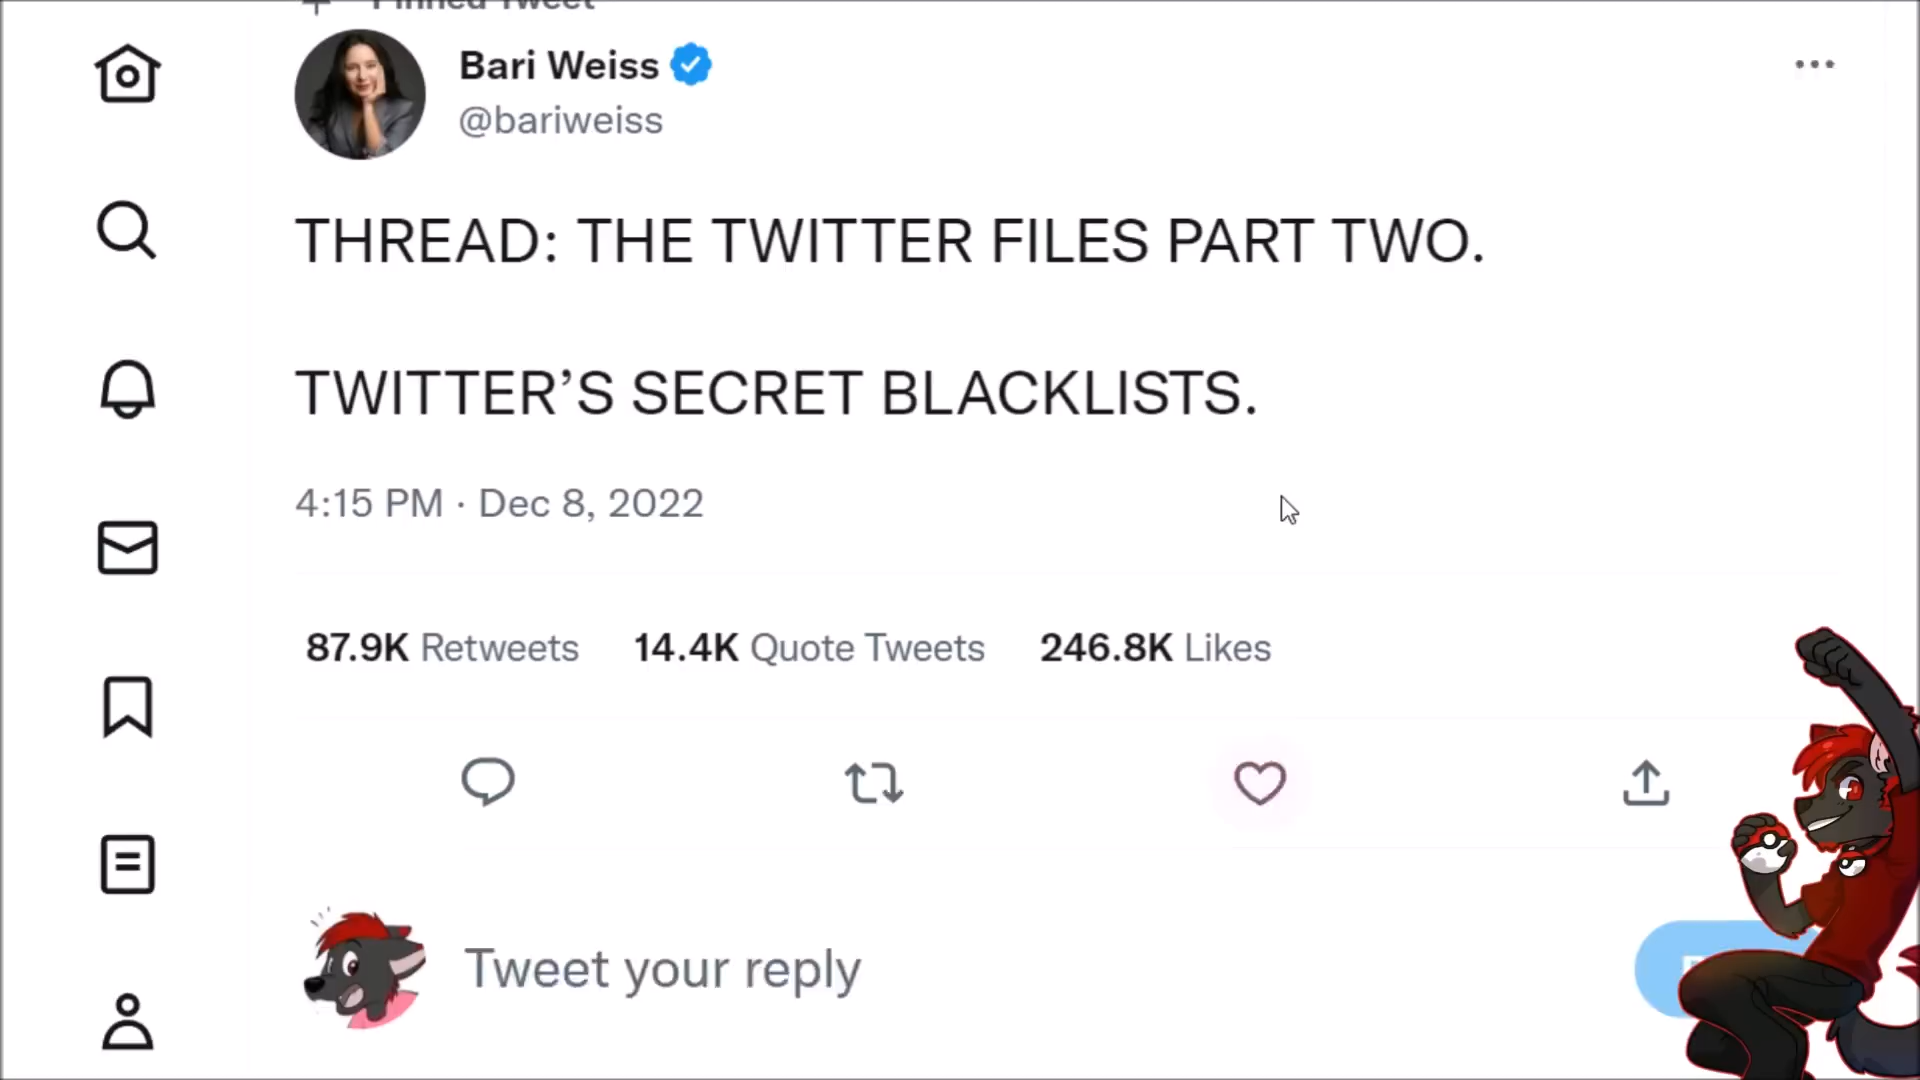 Pinned Tweet
Bari Weiss
@bariweiss
THREAD: THE TWITTER FILES PART TWO.
TWITTER’S SECRET BLACKLISTS.
4:15 PM · Dec 8, 2022
87.9K Retweets 14.4K Quote Tweets 246.8K Likes
Tweet your reply